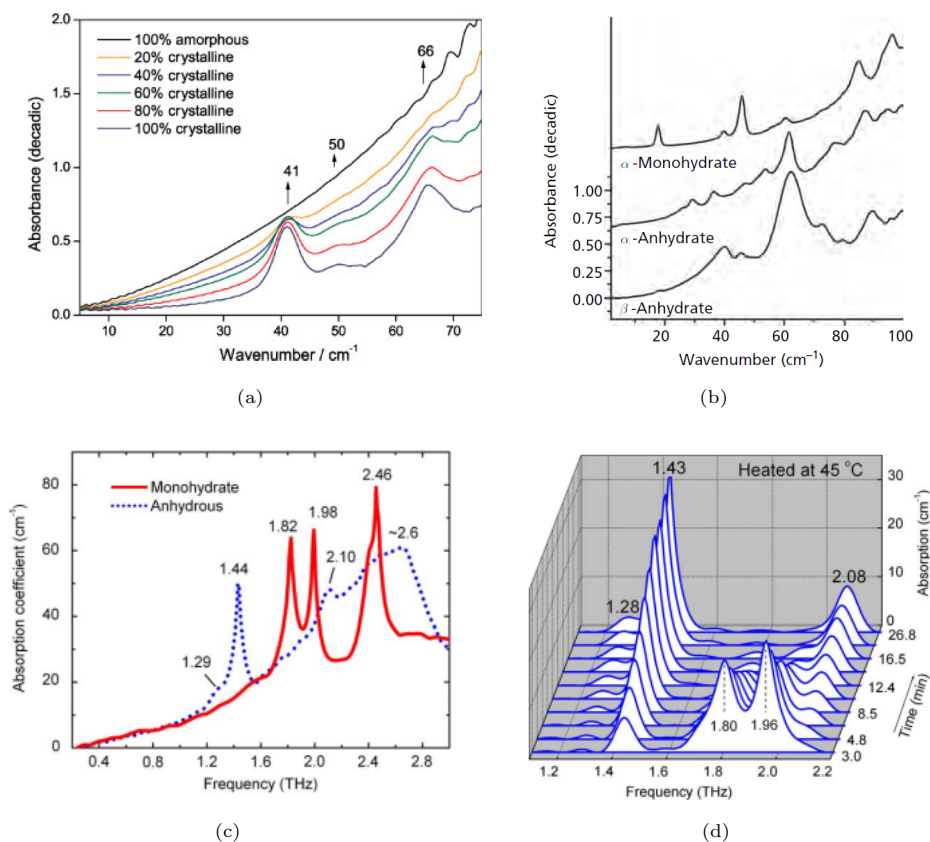 2.0
1.5
1.0
0.5
0.0
Absorbance (decadic)
100% amorphous
20% crystalline
40% crystalline
60% crystalline
80% crystalline
100% crystalline
66
50
41
10 20 30 40 50 60 70
Wavenumber / cm⁻¹
(a)
Absorbance (decadic)
1.00
0.75
0.50
0.25
0.00
α-Monohydrate
α-Anhydrate
β-Anhydrate
20 40 60 80 100
Wavenumber (cm⁻¹)
(b)
80
60
40
20
0
Absorption coefficient (cm⁻¹)
Monohydrate
Anhydrous
2.46
1.82
1.98
~2.6
2.10
1.44
1.29
0.4 0.8 1.2 1.6 2.0 2.4 2.8
Frequency (THz)
(c)
Heated at 45 °C
1.43
1.28
2.08
1.80
1.96
30
20
10
0
Absorption (cm⁻¹)
26.8
16.5
12.4
8.5
4.8
3.0
Time (min)
1.2 1.4 1.6 1.8 2.0 2.2
Frequency (THz)
(d)